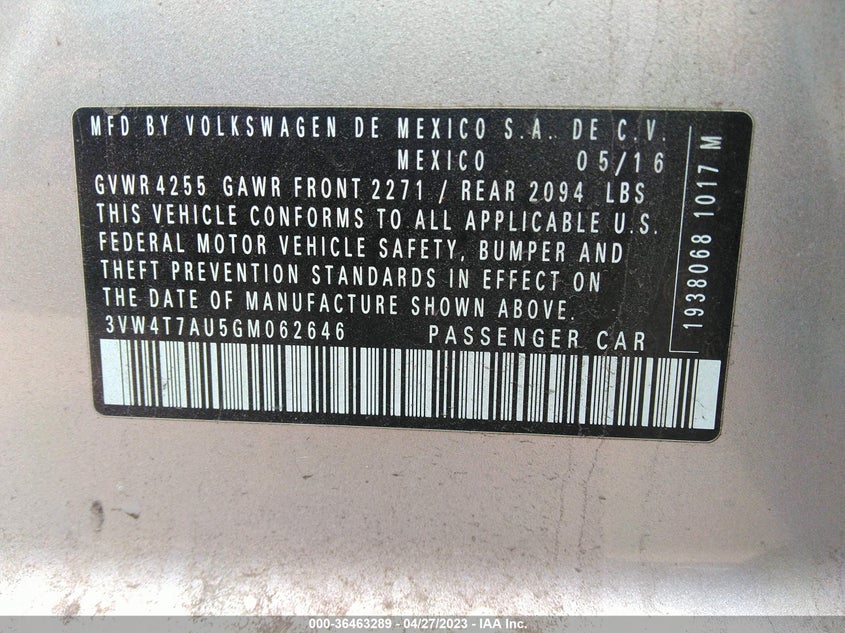 MFD BY VOLKSWAGEN DE MEXICO S.A. DE C.V.
MEXICO 05/16
GVWR 4255 GAWR FRONT 2271 / REAR 2094 LBS
THIS VEHICLE CONFORMS TO ALL APPLICABLE U.S.
FEDERAL MOTOR VEHICLE SAFETY, BUMPER AND
THEFT PREVENTION STANDARDS IN EFFECT ON
THE DATE OF MANUFACTURE SHOWN ABOVE.
3VW4T7AU5GM062646 PASSENGER CAR
1938068 1017 M
000-36463289 - 04/27/2023 - IAA Inc.